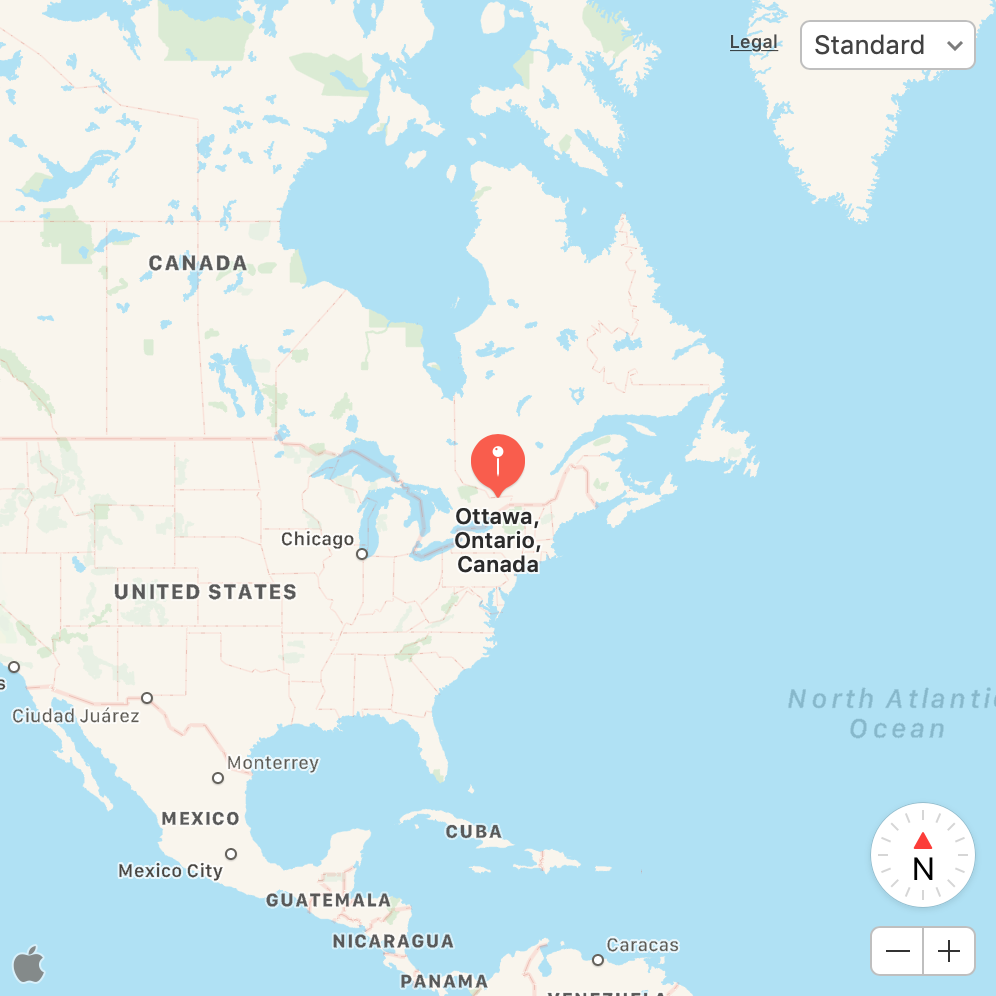 Legal
Standard
CANADA
Ottawa,
Ontario,
Canada
Chicago
UNITED STATES
s
Ciudad Juárez
North Atlantic
Ocean
Monterrey
MEXICO
CUBA
Mexico City
N
GUATEMALA
NICARAGUA
Caracas
PANAMA
VENEZUELA